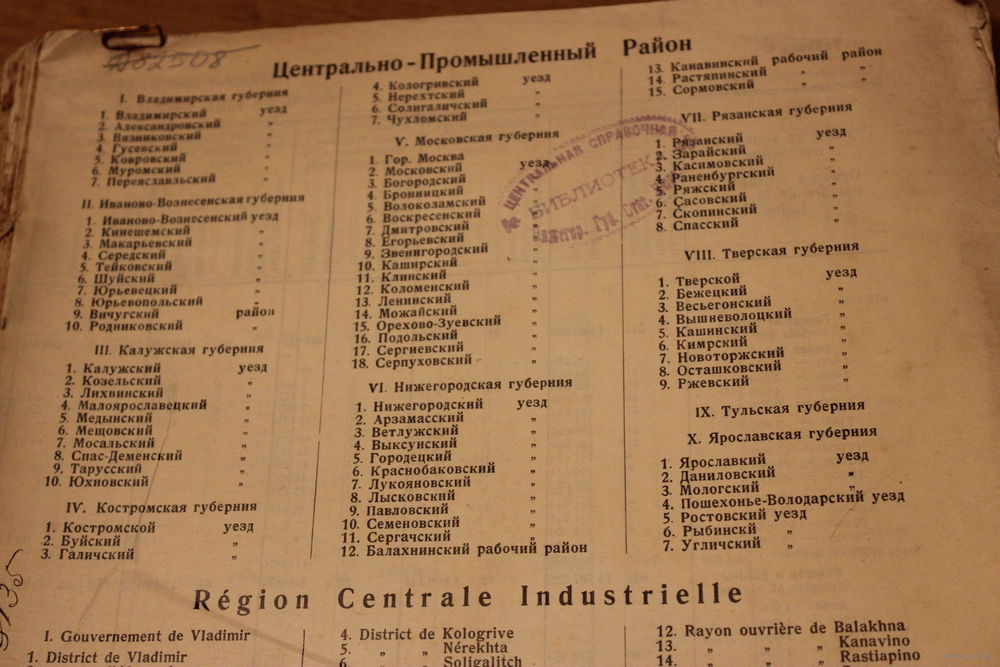 До2508
Центрально-Промышленный Район
I. Владимирская губерния
1. Владимирский уезд
2. Александровский „
3. Вязниковский „
4. Гусевский „
5. Ковровский „
6. Муромский „
7. Переяславльский „
II. Иваново-Вознесенская губерния
1. Иваново-Вознесенский уезд
2. Кинешемский „
3. Макарьевский „
4. Середский „
5. Тейковский „
6. Шуйский „
7. Юрьевецкий „
8. Юрьевопольский „
9. Вичугский район
10. Родниковский „
III. Калужская губерния
1. Калужский уезд
2. Козельский „
3. Лихвинский „
4. Малоярославецкий „
5. Медынский „
6. Мещовский „
7. Мосальский „
8. Спас-Деменский „
9. Тарусский „
10. Юхновский „
IV. Костромская губерния
1. Костромской уезд
2. Буйский „
3. Галичский „
4. Кологривский уезд
5. Нерехтский „
6. Солигаличский „
7. Чухломский „
V. Московская губерния
1. Гор. Москва
2. Московский уезд
3. Богородский „
4. Бронницкий „
5. Волоколамский „
6. Воскресенский „
7. Дмитровский „
8. Егорьевский „
9. Звенигородский „
10. Каширский „
11. Клинский „
12. Коломенский „
13. Ленинский „
14. Можайский „
15. Орехово-Зуевский „
16. Подольский „
17. Сергиевский „
18. Серпуховский „
VI. Нижегородская губерния
1. Нижегородский уезд
2. Арзамасский „
3. Ветлужский „
4. Выксунский „
5. Городецкий „
6. Краснобаковский „
7. Лукояновский „
8. Лысковский „
9. Павловский „
10. Семеновский „
11. Сергачский „
12. Балахнинский рабочий район
13. Канавинский рабочий район
14. Растяпинский „ „
15. Сормовский „ „
VII. Рязанская губерния
1. Рязанский уезд
2. Зарайский „
3. Касимовский „
4. Раненбургский „
5. Ряжский „
6. Сасовский „
7. Скопинский „
8. Спасский „
VIII. Тверская губерния
1. Тверской уезд
2. Бежецкий „
3. Весьегонский „
4. Вышневолоцкий „
5. Кашинский „
6. Кимрский „
7. Новоторжский „
8. Осташковский „
9. Ржевский „
IX. Тульская губерния
X. Ярославская губерния
1. Ярославкий уезд
2. Даниловский „
3. Мологский „
4. Пошехонье-Володарский уезд
5. Ростовский уезд
6. Рыбинскй „
7. Угличский „
ЦЕНТРАЛЬНАЯ СПРАВОЧНАЯ
БИБЛИОТЕКА
Région Centrale Industrielle
I. Gouvernement de Vladimir
1. District de Vladimir
4. District de Kologrive
5. „ „ Nérekhta
6. Soligalitch
12. Rayon ouvrière de Balakhna
13. „ „ „ Kanavino
14. Rastiapino